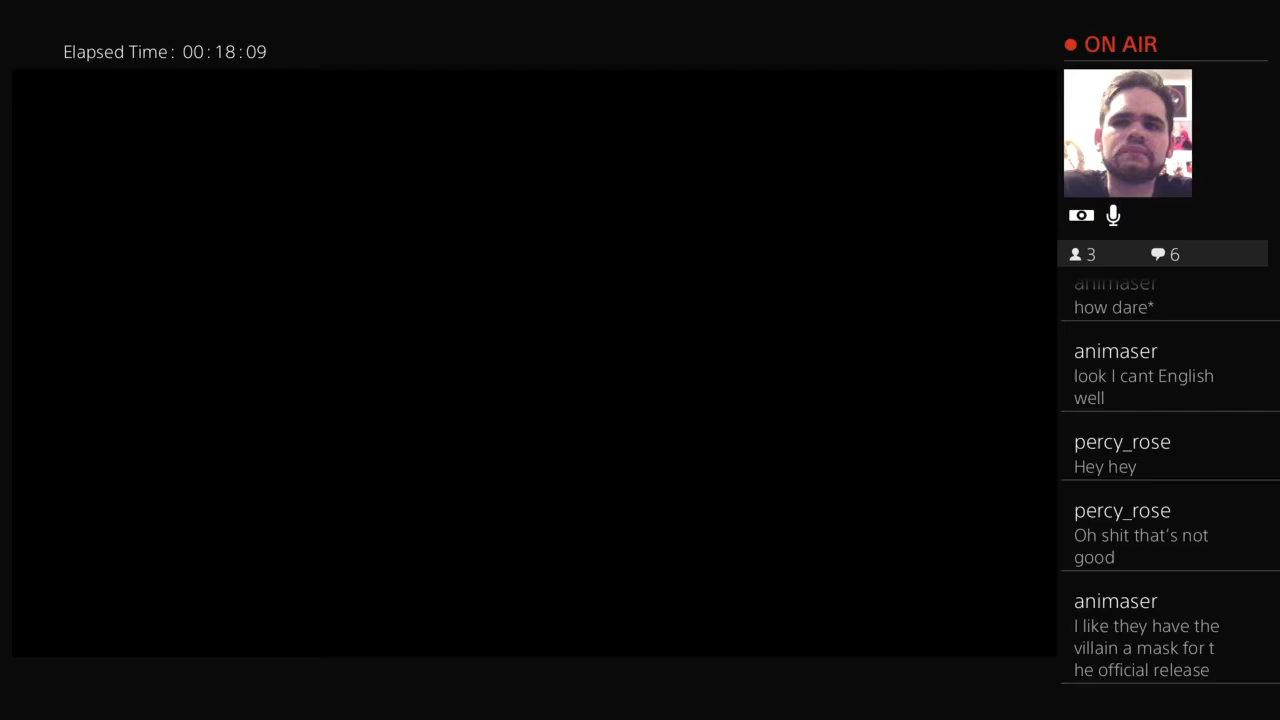 Elapsed Time: 00:18:09
ON AIR
3
6
animaser
how dare*
animaser
look I cant English
well
percy_rose
Hey hey
percy_rose
Oh shit that's not
good
animaser
I like they have the
villain a mask for t
he official release